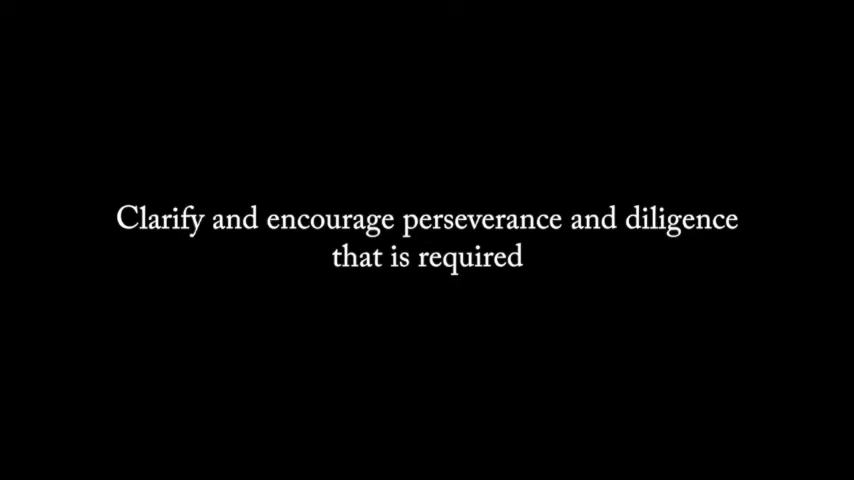 Clarify and encourage perseverance and diligence
that is required